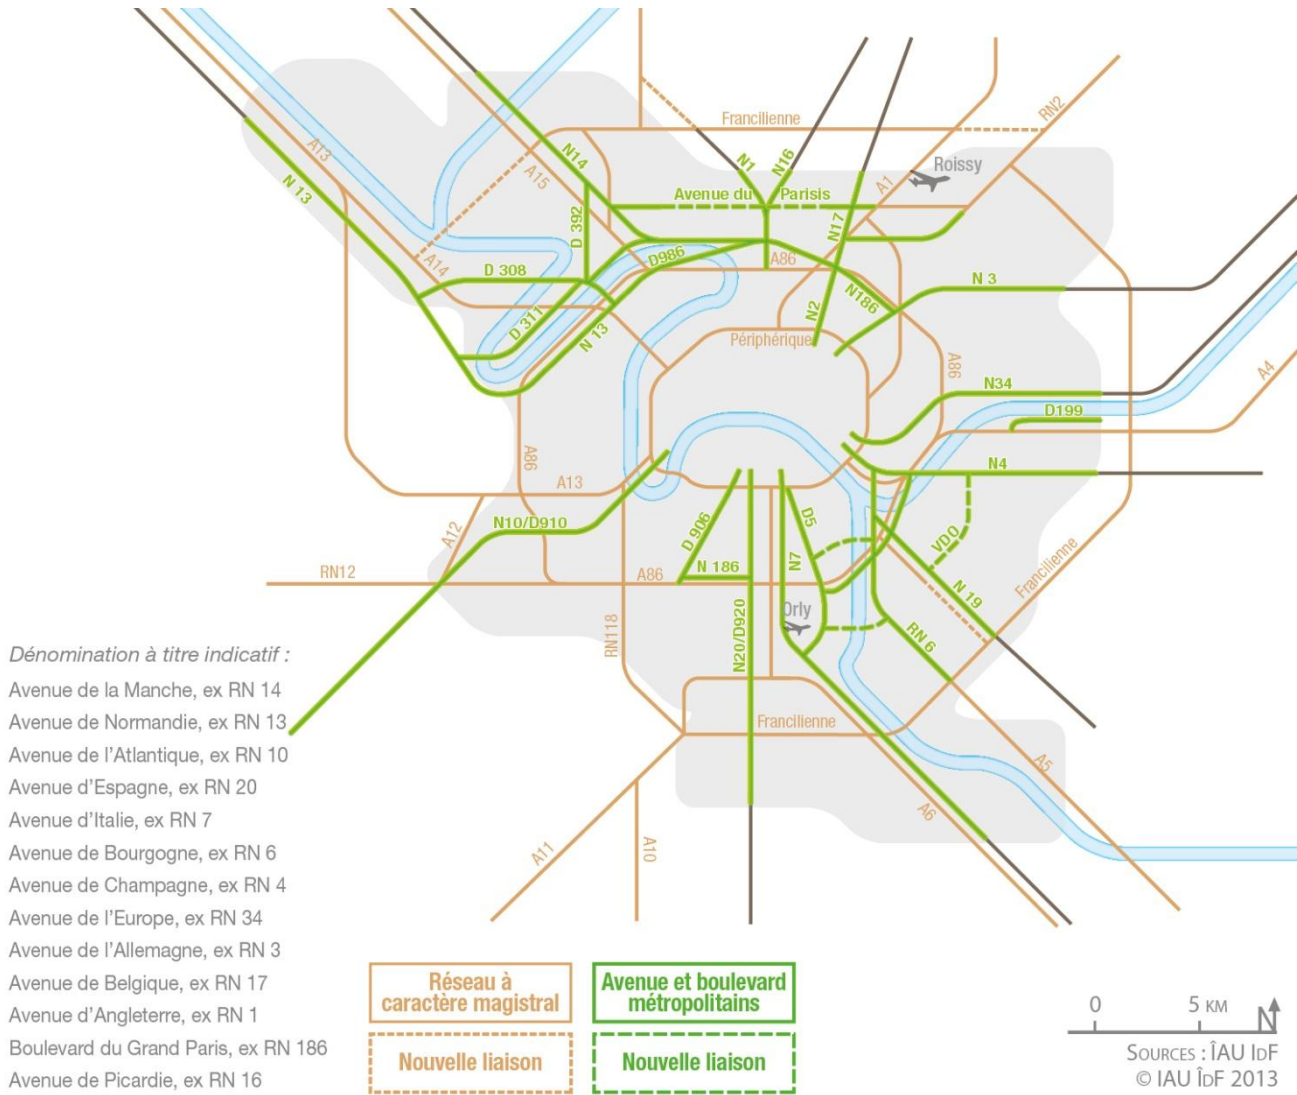 Francilienne
RN2
A13
N 13
N14
A15
N1
N16
A1
Roissy
Avenue du
Parisis
D 392
N17
A14
D 308
D986
A86
N 3
D 311
N 13
N2
N186
Périphérique
A86
N34
A4
D199
A86
A13
N4
N10/D910
A12
D 906
D5
VDO
RN12
A86
N 186
N7
N 19
Francilienne
RN118
N20/D920
Orly
RN 6
Francilienne
A5
A6
A11
A10
Dénomination à titre indicatif :
Avenue de la Manche, ex RN 14
Avenue de Normandie, ex RN 13
Avenue de l'Atlantique, ex RN 10
Avenue d'Espagne, ex RN 20
Avenue d'Italie, ex RN 7
Avenue de Bourgogne, ex RN 6
Avenue de Champagne, ex RN 4
Avenue de l'Europe, ex RN 34
Avenue de l'Allemagne, ex RN 3
Avenue de Belgique, ex RN 17
Avenue d'Angleterre, ex RN 1
Boulevard du Grand Paris, ex RN 186
Avenue de Picardie, ex RN 16
Réseau à
caractère magistral
Nouvelle liaison
Avenue et boulevard
métropolitains
Nouvelle liaison
0 5 KM
N
SOURCES : ÎAU IDF
© IAU ÎDF 2013